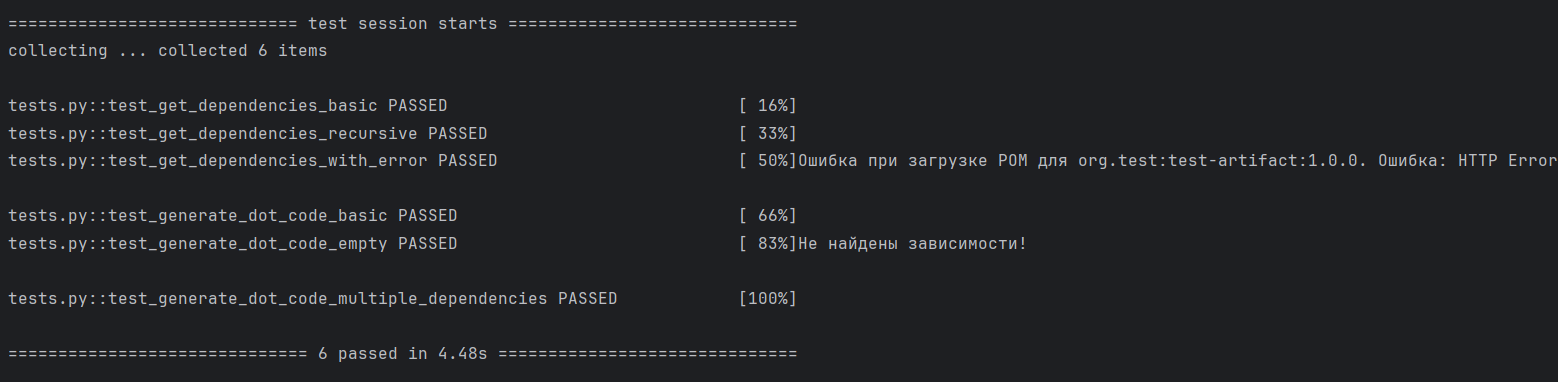 ============================= test session starts =============================
collecting ... collected 6 items
tests.py::test_get_dependencies_basic PASSED                             [ 16%]
tests.py::test_get_dependencies_recursive PASSED                         [ 33%]
tests.py::test_get_dependencies_with_error PASSED                        [ 50%]Ошибка при загрузке POM для org.test:test-artifact:1.0.0. Ошибка: HTTP Error
tests.py::test_generate_dot_code_basic PASSED                            [ 66%]
tests.py::test_generate_dot_code_empty PASSED                            [ 83%]Не найдены зависимости!
tests.py::test_generate_dot_code_multiple_dependencies PASSED            [100%]
============================== 6 passed in 4.48s ==============================